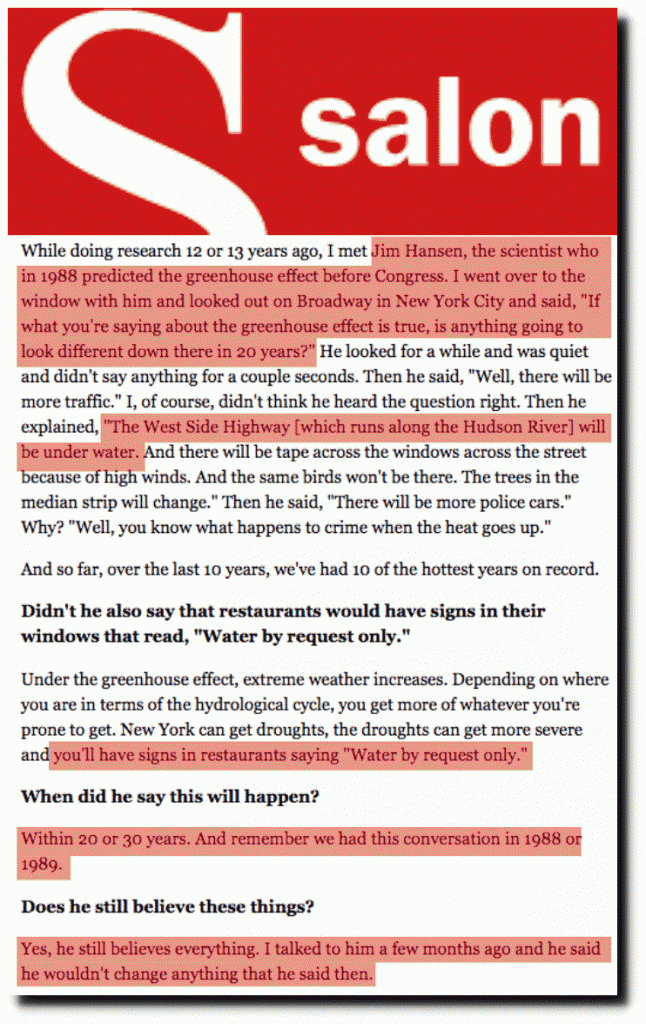 S salon
While doing research 12 or 13 years ago, I met Jim Hansen, the scientist who
in 1988 predicted the greenhouse effect before Congress. I went over to the
window with him and looked out on Broadway in New York City and said, "If
what you're saying about the greenhouse effect is true, is anything going to
look different down there in 20 years?" He looked for a while and was quiet
and didn't say anything for a couple seconds. Then he said, "Well, there will be
more traffic." I, of course, didn't think he heard the question right. Then he
explained, "The West Side Highway [which runs along the Hudson River] will
be under water. And there will be tape across the windows across the street
because of high winds. And the same birds won't be there. The trees in the
median strip will change." Then he said, "There will be more police cars."
Why? "Well, you know what happens to crime when the heat goes up."
And so far, over the last 10 years, we've had 10 of the hottest years on record.
Didn't he also say that restaurants would have signs in their
windows that read, "Water by request only."
Under the greenhouse effect, extreme weather increases. Depending on where
you are in terms of the hydrological cycle, you get more of whatever you're
prone to get. New York can get droughts, the droughts can get more severe
and you'll have signs in restaurants saying "Water by request only."
When did he say this will happen?
Within 20 or 30 years. And remember we had this conversation in 1988 or
1989.
Does he still believe these things?
Yes, he still believes everything. I talked to him a few months ago and he said
he wouldn't change anything that he said then.